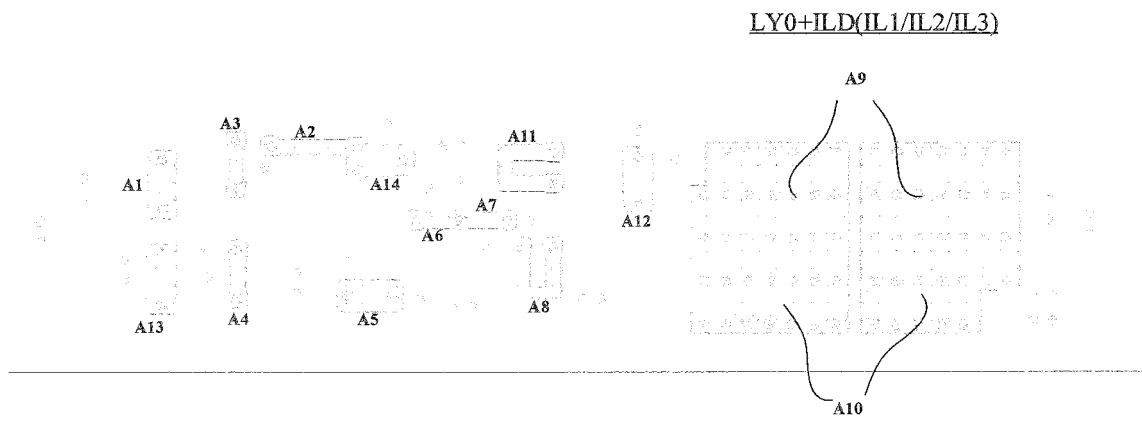 LY0+ILD(IL1/IL2/IL3)
A9
A3
A2
A11
A1
A14
A7
A12
A6
A13
A4
A5
A8
A10